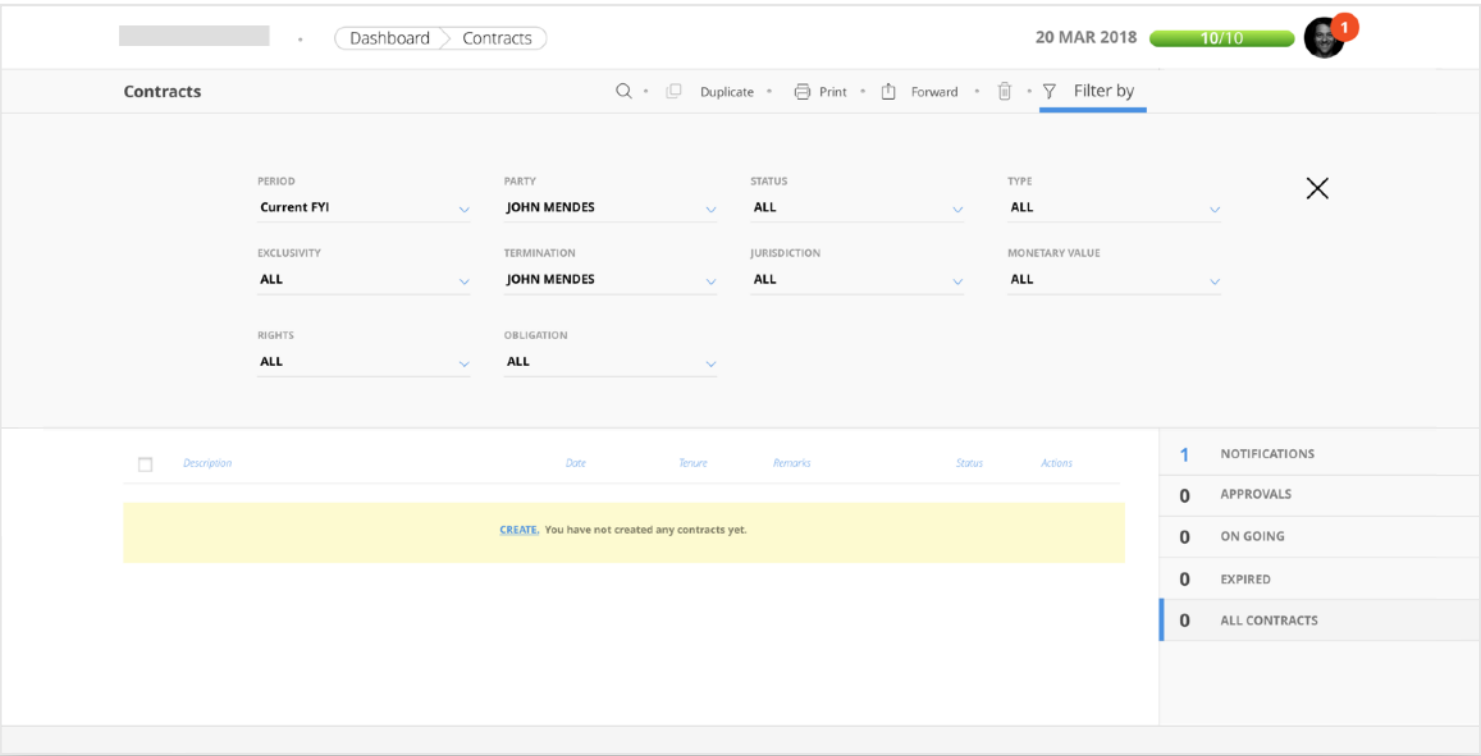 Dashboard Contracts 20 MAR 2018 10/10 1
Contracts Duplicate Print Forward Filter by
PERIOD PARTY STATUS TYPE
Current FYI JOHN MENDES ALL ALL
EXCLUSIVITY TERMINATION JURISDICTION MONETARY VALUE
ALL JOHN MENDES ALL ALL
RIGHTS OBLIGATION
ALL ALL
Description Date Tenure Remarks Status Actions
CREATE. You have not created any contracts yet.
1 NOTIFICATIONS
0 APPROVALS
0 ON GOING
0 EXPIRED
0 ALL CONTRACTS